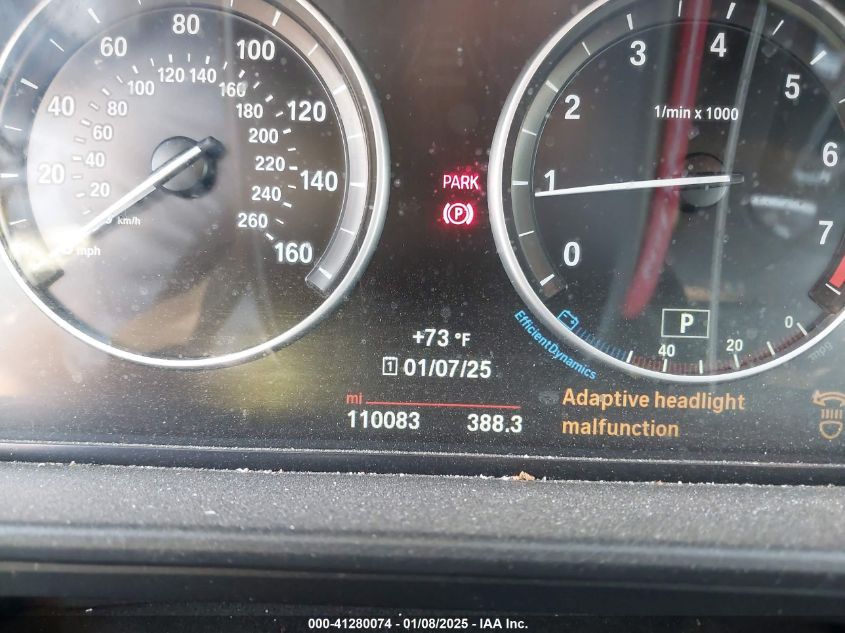 80
60
100
40
120
20
140
160
120 140
100
160
80
180
60
200
40
220
20
240
km/h
260
mph
PARK
P
1/min x 1000
4
3
5
2
6
1
7
0
P
EfficientDynamics
40
20
0
mpg
+73 °F
1 01/07/25
mi
110083 388.3
Adaptive headlight
malfunction
000-41280074 | 01/08/2025 - IAA Inc.